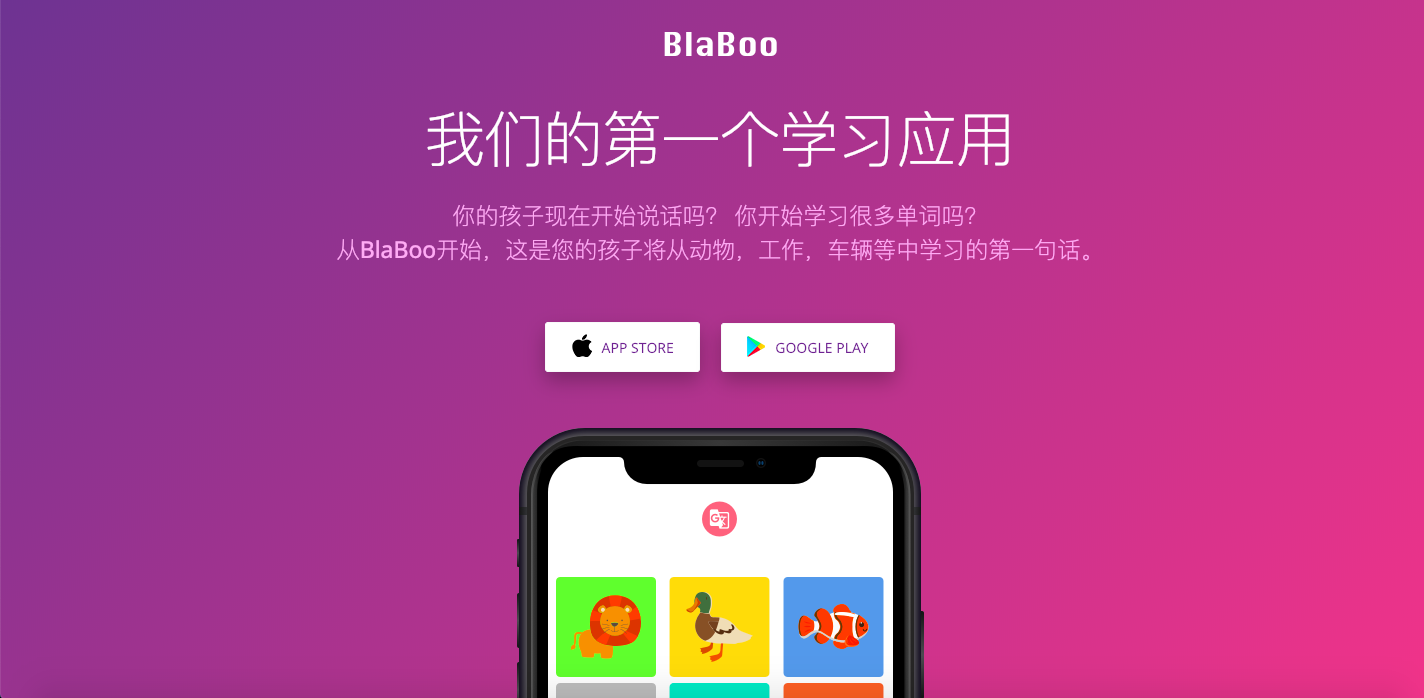 BlaBoo
我们的第一个学习应用
你的孩子现在开始说话吗？ 你开始学习很多单词吗？
从BlaBoo开始，这是您的孩子将从动物，工作，车辆等中学习的第一句话。
APP STORE
GOOGLE PLAY